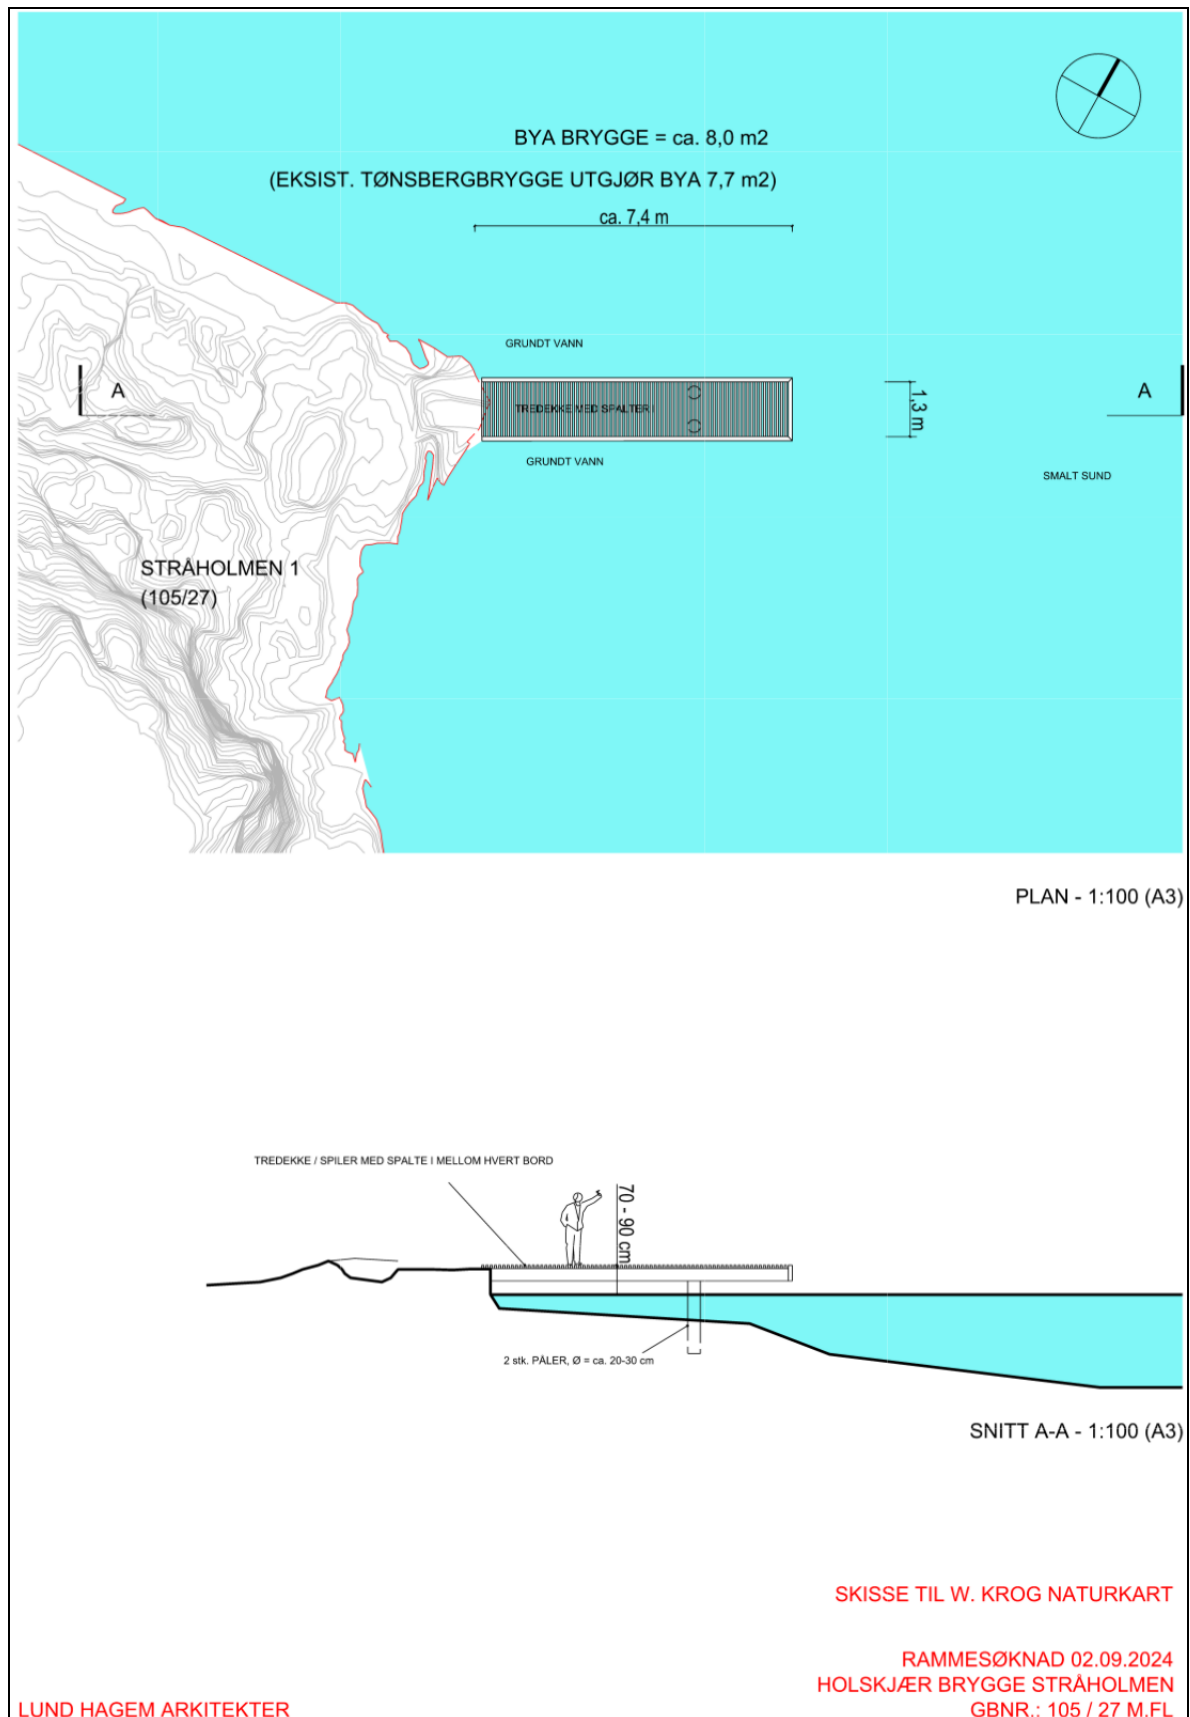 BYA BRYGGE = ca. 8,0 m2
(EKSIST. TØNSBERGBRYGGE UTGJØR BYA 7,7 m2)
ca. 7,4 m
GRUNDT VANN
A
TREDEKKE MED SPALTER I
1,3 m
A
GRUNDT VANN
SMALT SUND
STRÅHOLMEN 1
(105/27)
PLAN - 1:100 (A3)
TREDEKKE / SPILER MED SPALTE I MELLOM HVERT BORD
70 - 90 cm
2 stk. PÅLER, Ø = ca. 20-30 cm
SNITT A-A - 1:100 (A3)
SKISSE TIL W. KROG NATURKART
RAMMESØKNAD 02.09.2024
HOLSKJÆR BRYGGE STRÅHOLMEN
LUND HAGEM ARKITEKTER
GBNR.: 105 / 27 M.FL